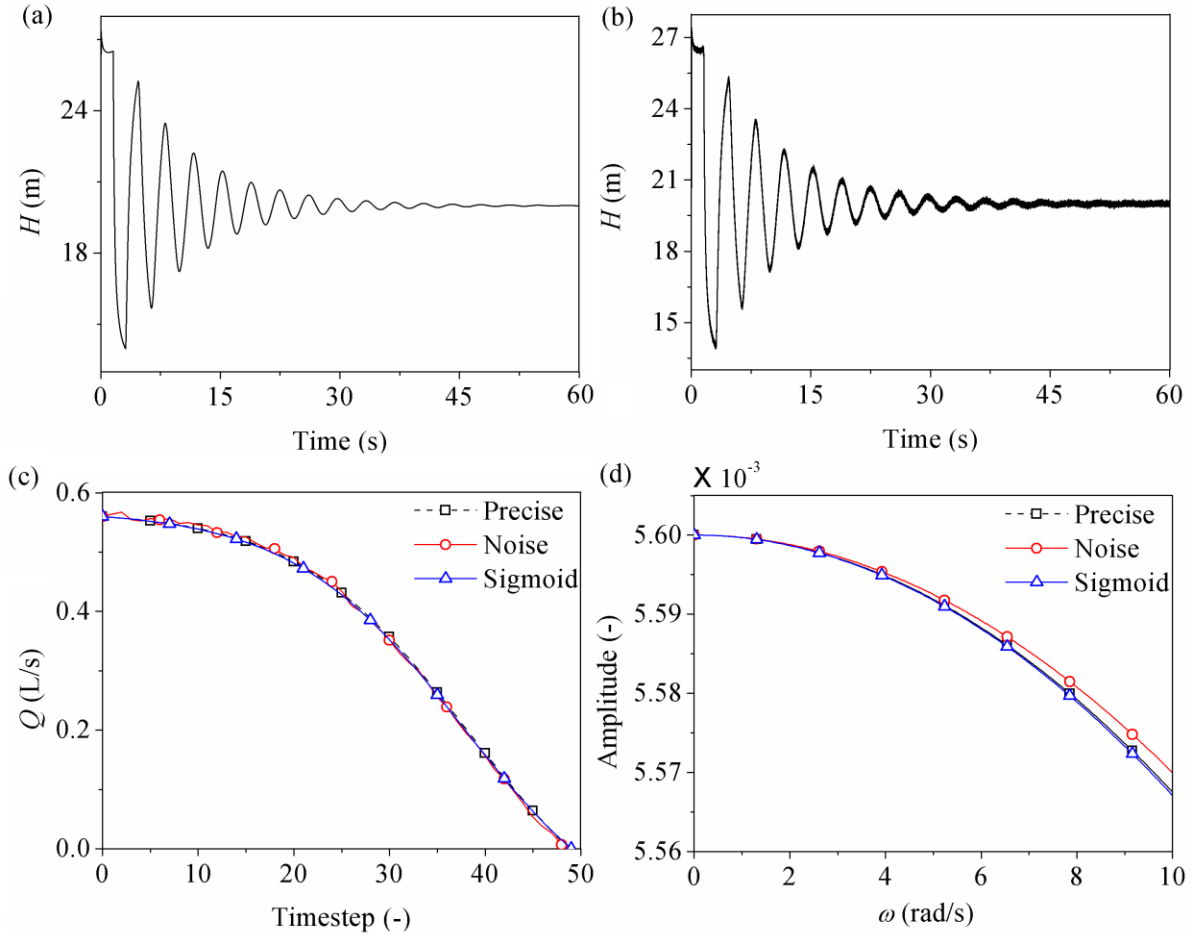 (a)
24
18
H (m)
0 15 30 45 60
Time (s)
(b)
27
24
21
18
15
H (m)
0 15 30 45 60
Time (s)
(c)
0.6
0.4
0.2
0.0
Q (L/s)
Precise
Noise
Sigmoid
0 10 20 30 40 50
Timestep (-)
(d)
X 10⁻³
5.60
5.59
5.58
5.57
5.56
Amplitude (-)
Precise
Noise
Sigmoid
0 2 4 6 8 10
ω (rad/s)